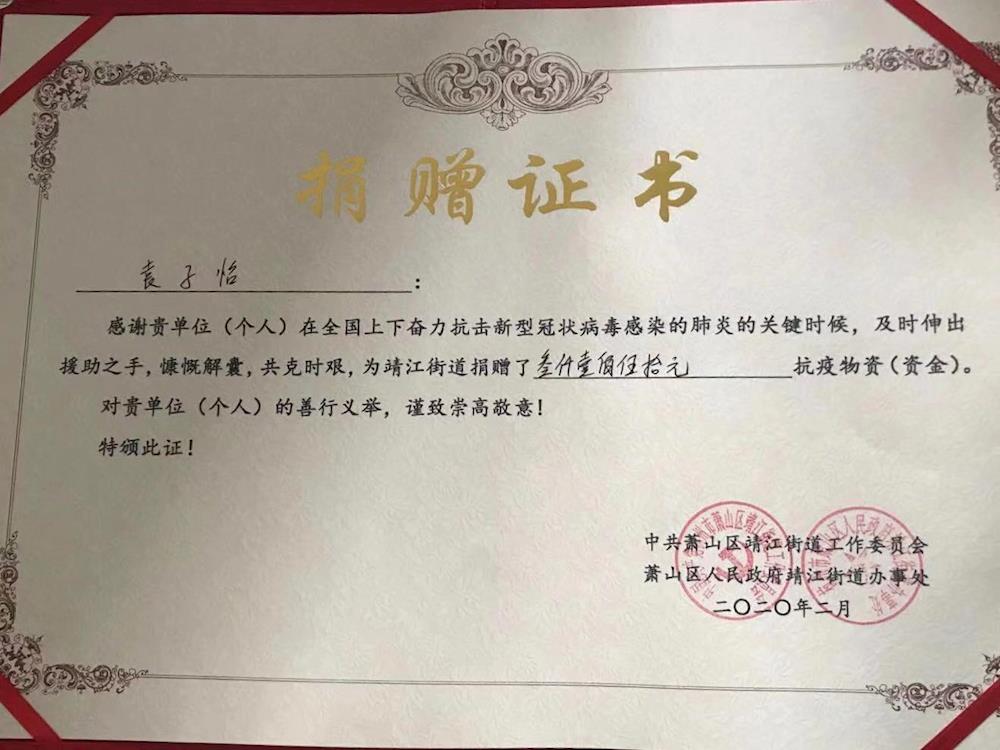 捐赠证书
袁子怡：
感谢贵单位（个人）在全国上下奋力抗击新型冠状病毒感染的肺炎的关键时候，及时伸出
援助之手，慷慨解囊，共克时艰，为靖江街道捐赠了叁仟壹佰伍拾元抗疫物资（资金）。
对贵单位（个人）的善行义举，谨致崇高敬意！
特颁此证！
中共萧山区靖江街道工作委员会
萧山区人民政府靖江街道办事处
二〇二〇年二月